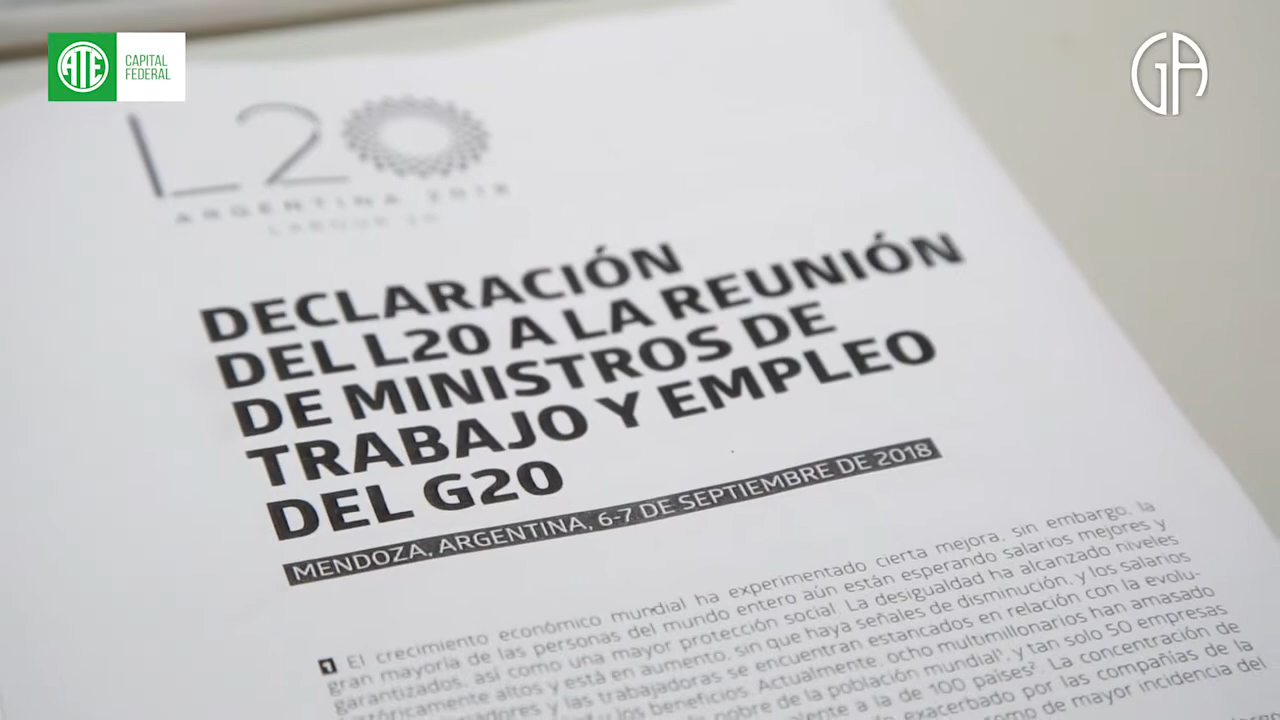 ATE
CAPITAL
FEDERAL
GA
L20
ARGENTINA 2018
LABOUR 20
DECLARACIÓN
DEL L20 A LA REUNIÓN
DE MINISTROS DE
TRABAJO Y EMPLEO
DEL G20
MENDOZA, ARGENTINA, 6-7 DE SEPTIEMBRE DE 2018
1 El crecimiento económico mundial ha experimentado cierta mejora, sin embargo, la
gran mayoría de las personas del mundo entero aún están esperando salarios mejores y
garantizados, así como una mayor protección social. La desigualdad ha alcanzado niveles
altos y está en aumento, sin que haya señales de disminución, y los salarios
y las trabajadoras se encuentran estancados en relación con la evolu-
los beneficios. Actualmente, ocho multimillonarios han amasado
pobre de la población mundial¹, y tan solo 50 empresas
a la de 100 países². La concentración de
exacerbado por las compañías de la
como de mayor incidencia del